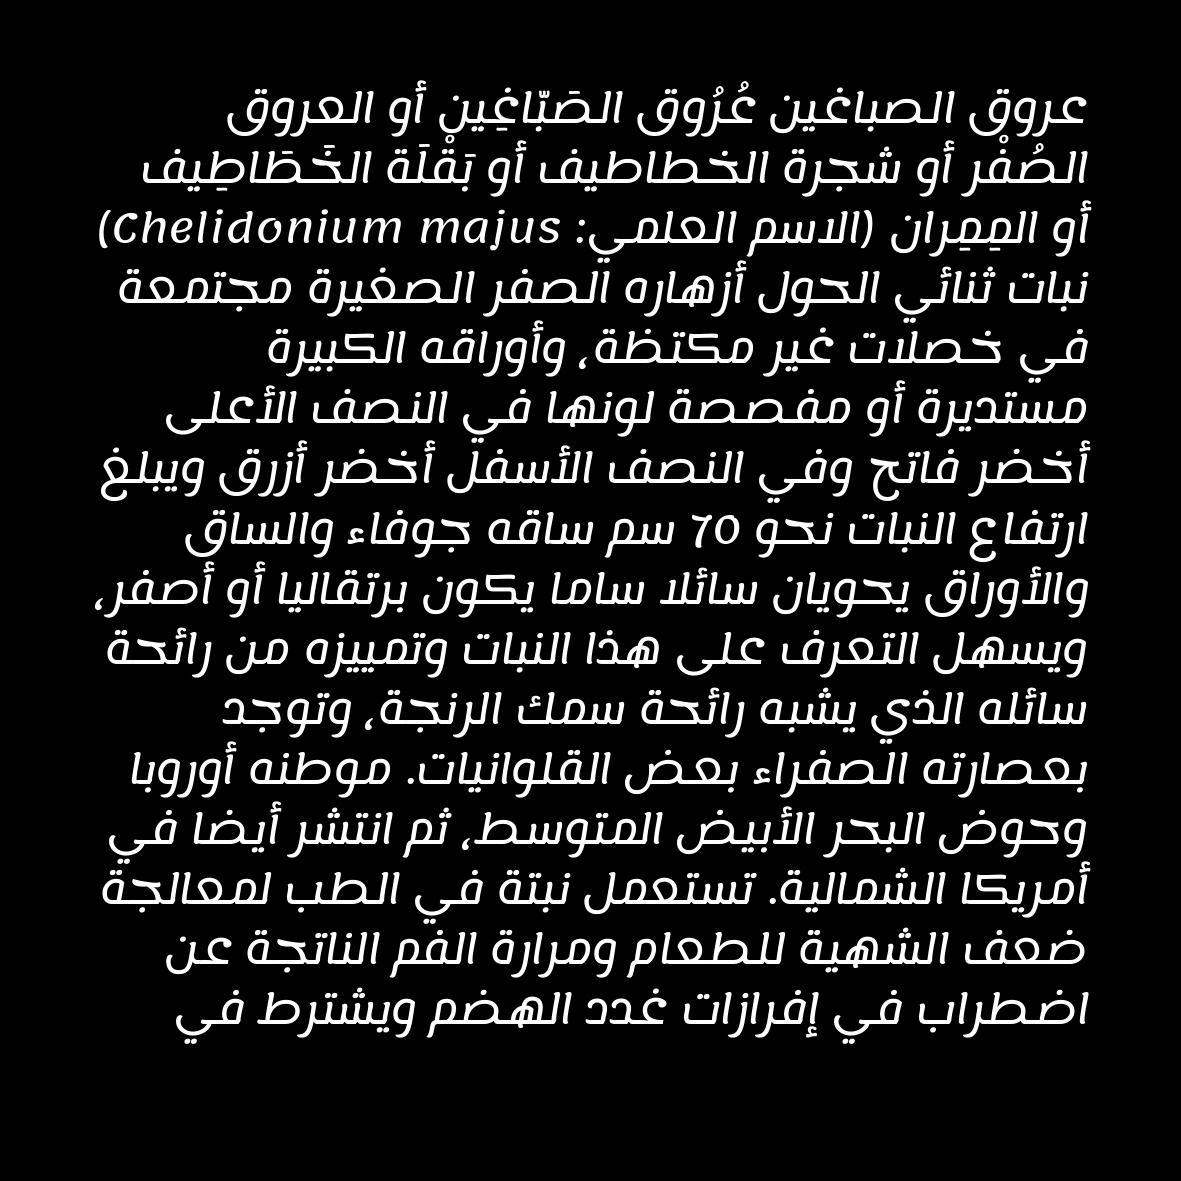 عروق الصباغين عُرُوق الصَبّاغِين أو العروق
الصُفْر أو شجرة الخطاطيف أو بَقْلَة الخَطَاطِيف
أو المِمِران (الاسم العلمي: Chelidonium majus)
نبات ثنائي الحول أزهاره الصفر الصغيرة مجتمعة
في خصلات غير مكتظة، وأوراقه الكبيرة
مستديرة أو مفصصة لونها في النصف الأعلى
أخضر فاتح وفي النصف الأسفل أخضر أزرق ويبلغ
ارتفاع النبات نحو 70 سم ساقه جوفاء والساق
والأوراق يحويان سائلا ساما يكون برتقاليا أو أصفر،
ويسهل التعرف على هذا النبات وتمييزه من رائحة
سائله الذي يشبه رائحة سمك الرنجة، وتوجد
بعصارته الصفراء بعض القلوانيات. موطنه أوروبا
وحوض البحر الأبيض المتوسط، ثم انتشر أيضا في
أمريكا الشمالية. تستعمل نبتة في الطب لمعالجة
ضعف الشهية للطعام ومرارة الفم الناتجة عن
اضطراب في إفرازات غدد الهضم ويشترط في